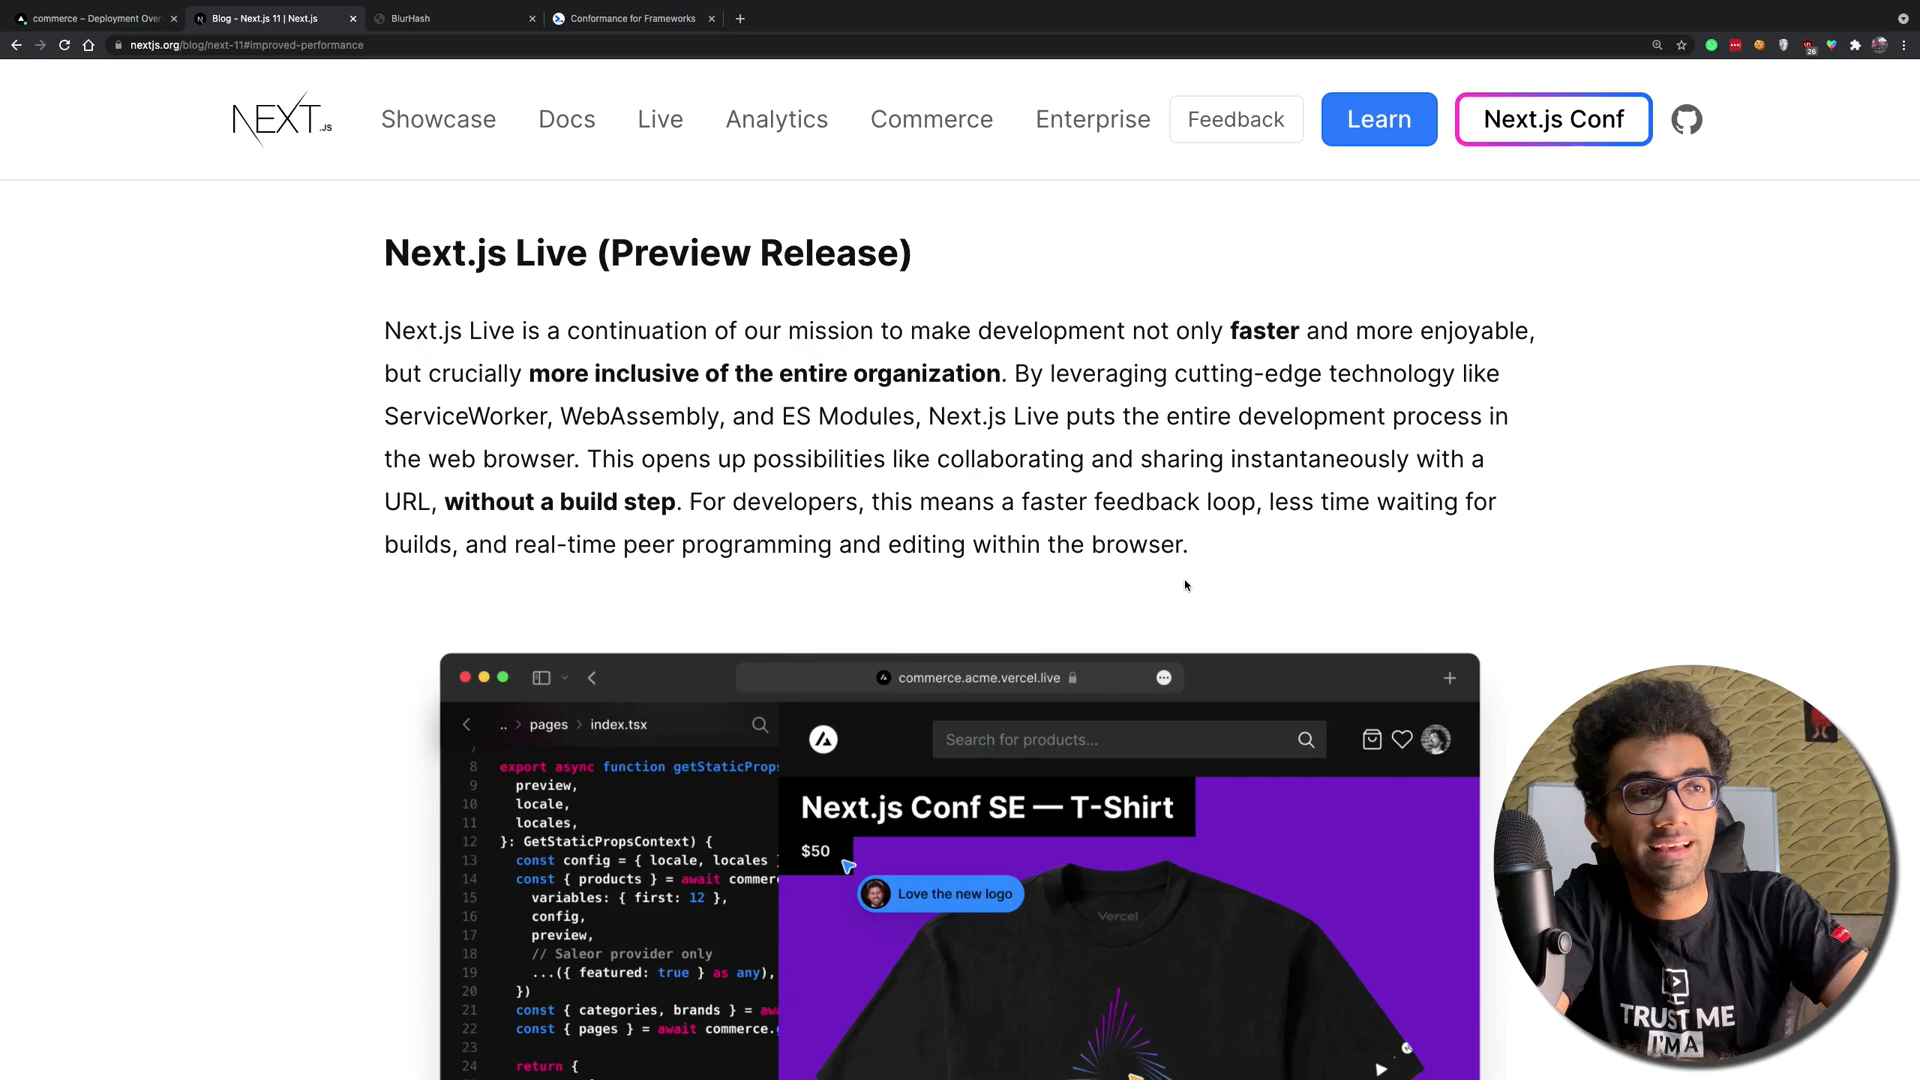 commerce – Deployment Over
Blog - Next.js 11 | Next.js
BlurHash
Conformance for Frameworks
nextjs.org/blog/next-11#improved-performance
26
NEXT.JS
Showcase
Docs
Live
Analytics
Commerce
Enterprise
Feedback
Learn
Next.js Conf
Next.js Live (Preview Release)
Next.js Live is a continuation of our mission to make development not only faster and more enjoyable,
but crucially more inclusive of the entire organization. By leveraging cutting-edge technology like
ServiceWorker, WebAssembly, and ES Modules, Next.js Live puts the entire development process in
the web browser. This opens up possibilities like collaborating and sharing instantaneously with a
URL, without a build step. For developers, this means a faster feedback loop, less time waiting for
builds, and real-time peer programming and editing within the browser.
commerce.acme.vercel.live
.. > pages > index.tsx
Search for products...
8 export async function getStaticProps
9 preview,
10 locale,
11 locales,
12 }: GetStaticPropsContext) {
13 const config = { locale, locales
14 const { products } = await comme
15 variables: { first: 12 },
16 config,
17 preview,
18 // Saleor provider only
19 ...({ featured: true } as any),
20 })
21 const { categories, brands } = aw
22 const { pages } = await commerce.
23
24 return {
Next.js Conf SE — T-Shirt
$50
Love the new logo
Vercel
TRUST ME
I'M A